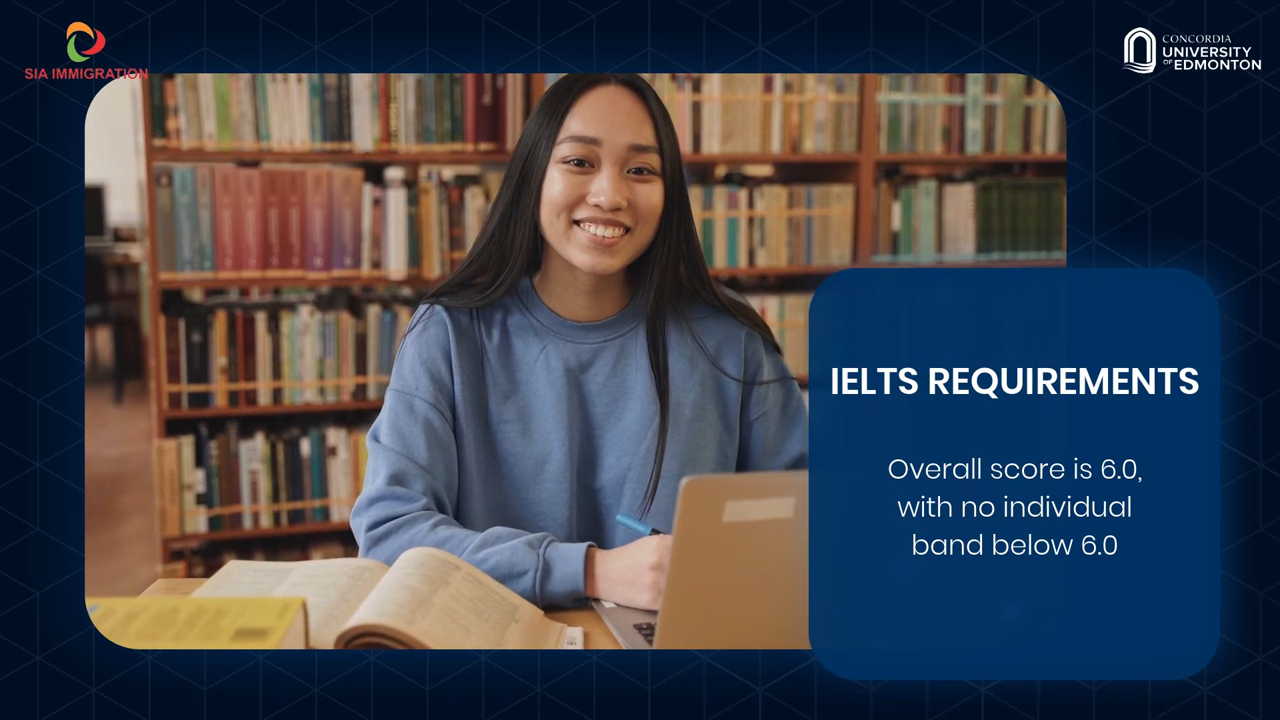 SIA IMMIGRATION
CONCORDIA
UNIVERSITY
OF EDMONTON
IELTS REQUIREMENTS
Overall score is 6.0,
with no individual
band below 6.0